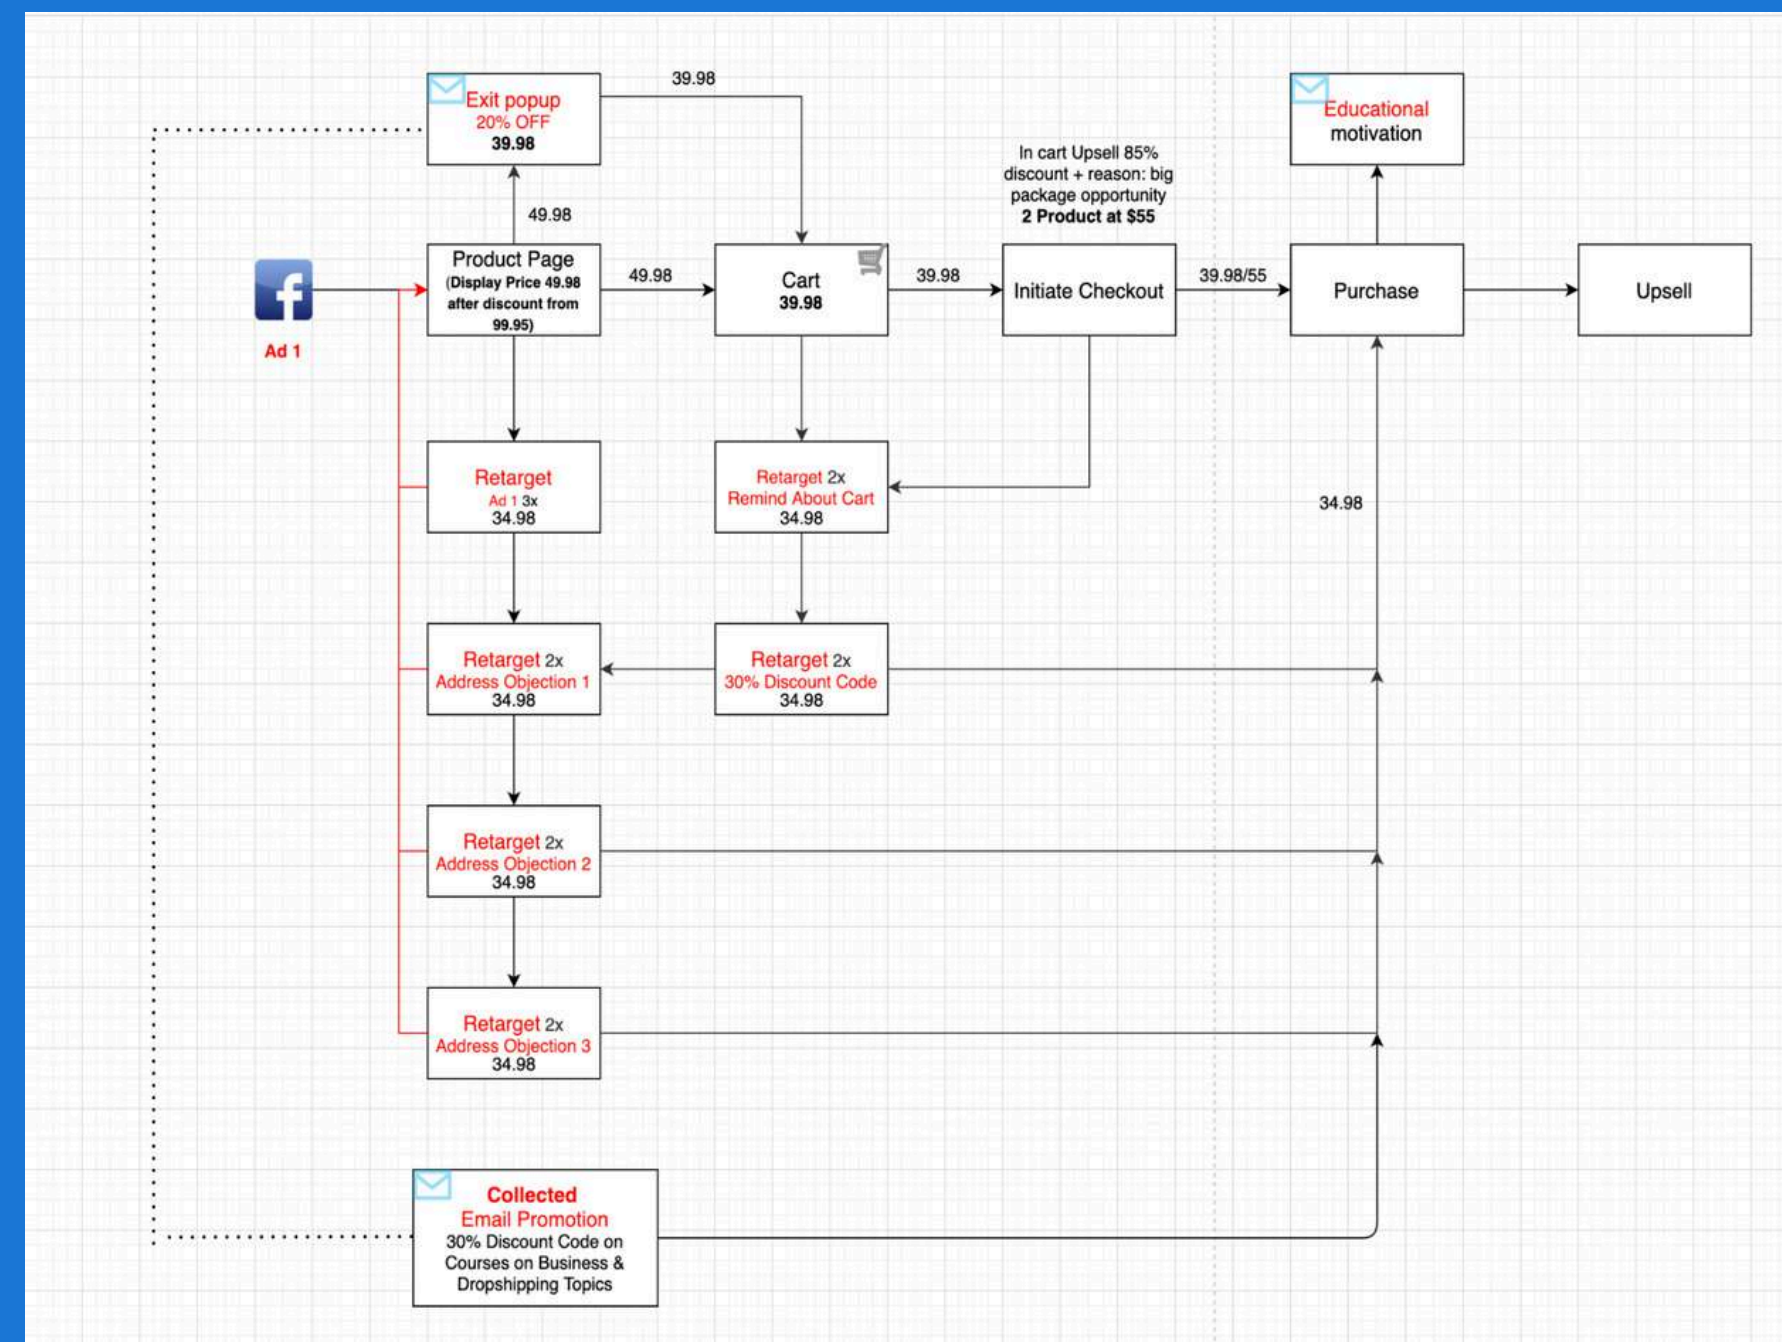 Exit popup
20% OFF
39.98
39.98
Educational
motivation
In cart Upsell 85%
discount + reason: big
package opportunity
2 Product at $55
49.98
Ad 1
Product Page
(Display Price 49.98
after discount from
99.95)
49.98
Cart
39.98
39.98
Initiate Checkout
39.98/55
Purchase
Upsell
Retarget
Ad 1 3x
34.98
Retarget 2x
Remind About Cart
34.98
34.98
Retarget 2x
Address Objection 1
34.98
Retarget 2x
30% Discount Code
34.98
Retarget 2x
Address Objection 2
34.98
Retarget 2x
Address Objection 3
34.98
Collected
Email Promotion
30% Discount Code on
Courses on Business &
Dropshipping Topics